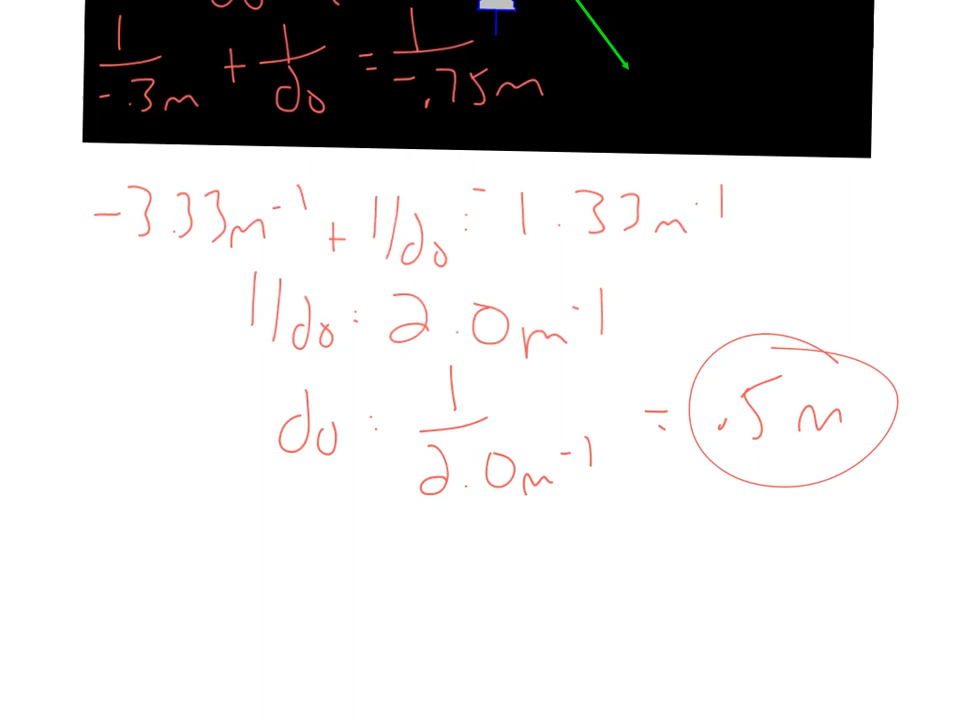 1/-.3m + 1/do = 1/-.75m
-3.33m⁻¹ + 1/do = -1.33m⁻¹
1/do = 2.0m⁻¹
do = 1/2.0m⁻¹ = .5m